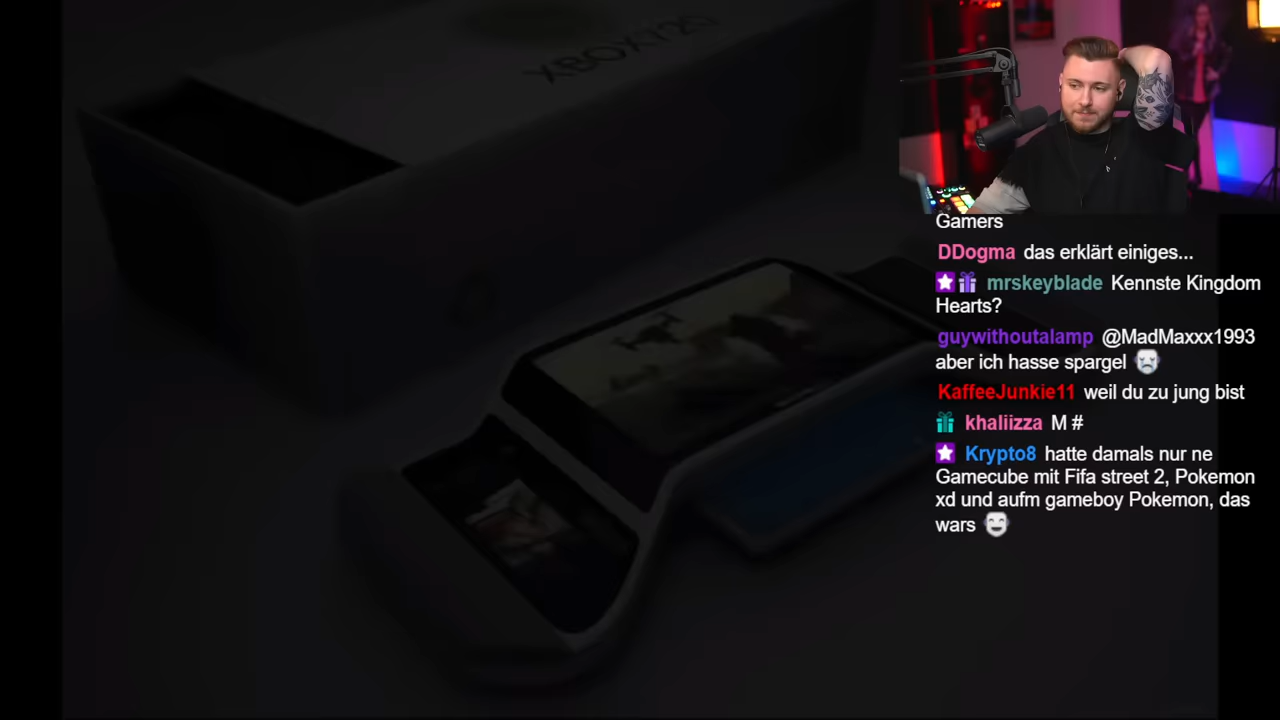 XBOX720
Gamers
DDogma das erklärt einiges...
mrskeyblade Kennste Kingdom
Hearts?
guywithoutalamp @MadMaxxx1993
aber ich hasse spargel
KaffeeJunkie11 weil du zu jung bist
khaliizza M #
Krypto8 hatte damals nur ne
Gamecube mit Fifa street 2, Pokemon
xd und aufm gameboy Pokemon, das
wars